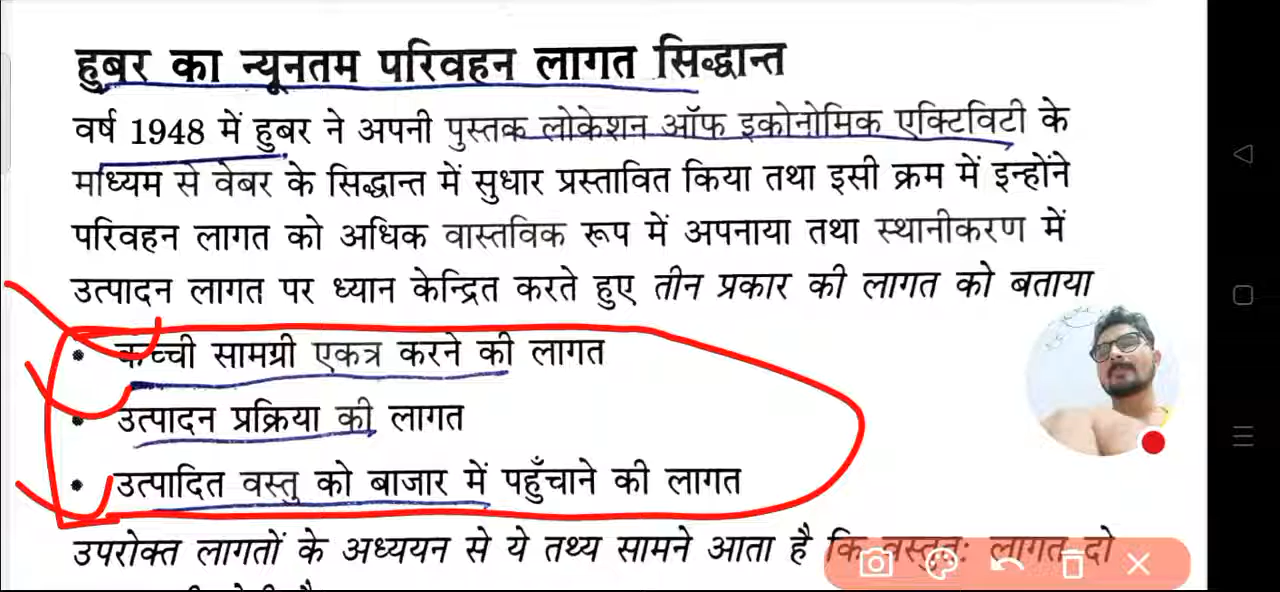 हुबर का न्यूनतम परिवहन लागत सिद्धान्त
वर्ष 1948 में हुबर ने अपनी पुस्तक लोकेशन ऑफ इकोनोमिक एक्टिविटी के
माध्यम से वेबर के सिद्धान्त में सुधार प्रस्तावित किया तथा इसी क्रम में इन्होंने
परिवहन लागत को अधिक वास्तविक रूप में अपनाया तथा स्थानीकरण में
उत्पादन लागत पर ध्यान केन्द्रित करते हुए तीन प्रकार की लागत को बताया
• कच्ची सामग्री एकत्र करने की लागत
• उत्पादन प्रक्रिया की लागत
• उत्पादित वस्तु को बाजार में पहुँचाने की लागत
उपरोक्त लागतों के अध्ययन से ये तथ्य सामने आता है कि वस्तुतः लागत दो